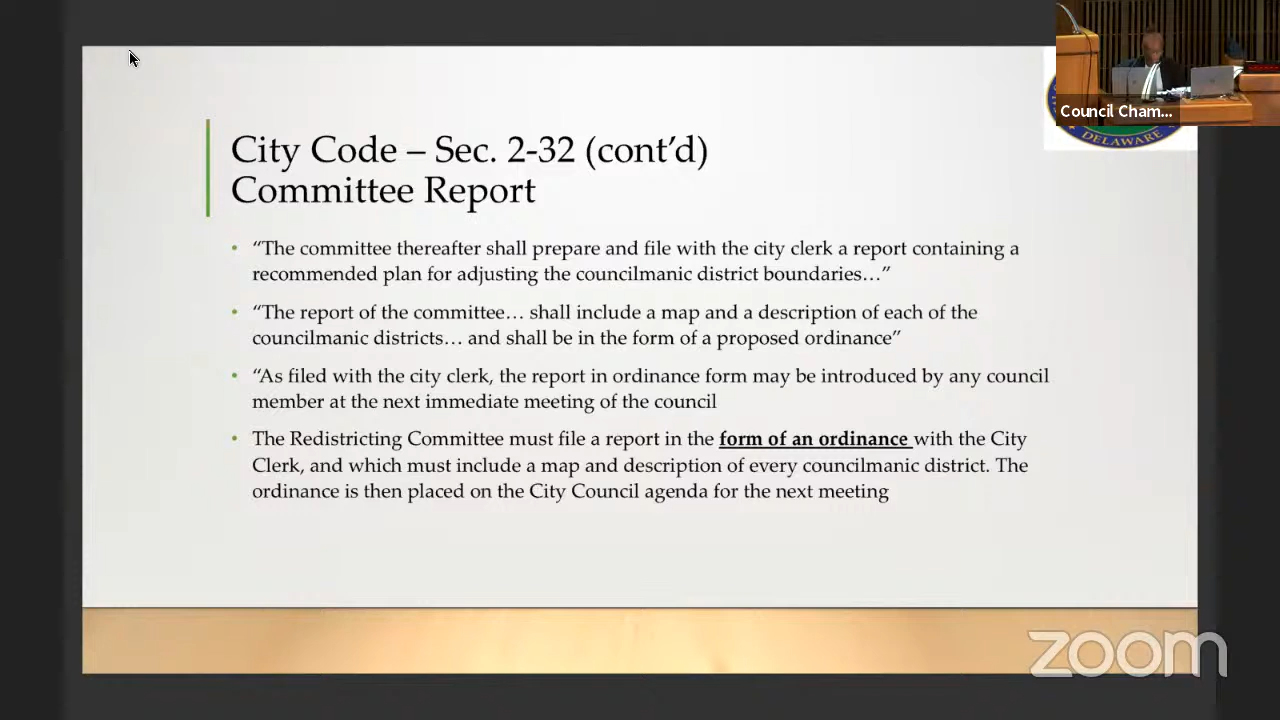 Council Cham...
DELAWARE
City Code – Sec. 2-32 (cont’d)
Committee Report
• “The committee thereafter shall prepare and file with the city clerk a report containing a
recommended plan for adjusting the councilmanic district boundaries…”
• “The report of the committee… shall include a map and a description of each of the
councilmanic districts… and shall be in the form of a proposed ordinance”
• “As filed with the city clerk, the report in ordinance form may be introduced by any council
member at the next immediate meeting of the council
• The Redistricting Committee must file a report in the form of an ordinance with the City
Clerk, and which must include a map and description of every councilmanic district. The
ordinance is then placed on the City Council agenda for the next meeting
zoom